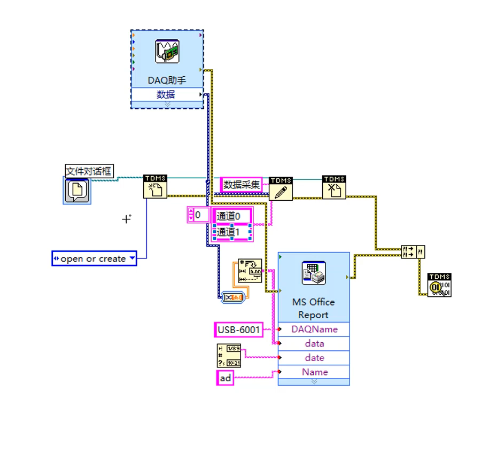 DAQ助手
数据
文件对话框
TDMS
数据采集
TDMS
TDMS
0
通道0
通道1
open or create
TDMS
MS Office
Report
USB-6001
DAQName
data
date
ad
Name